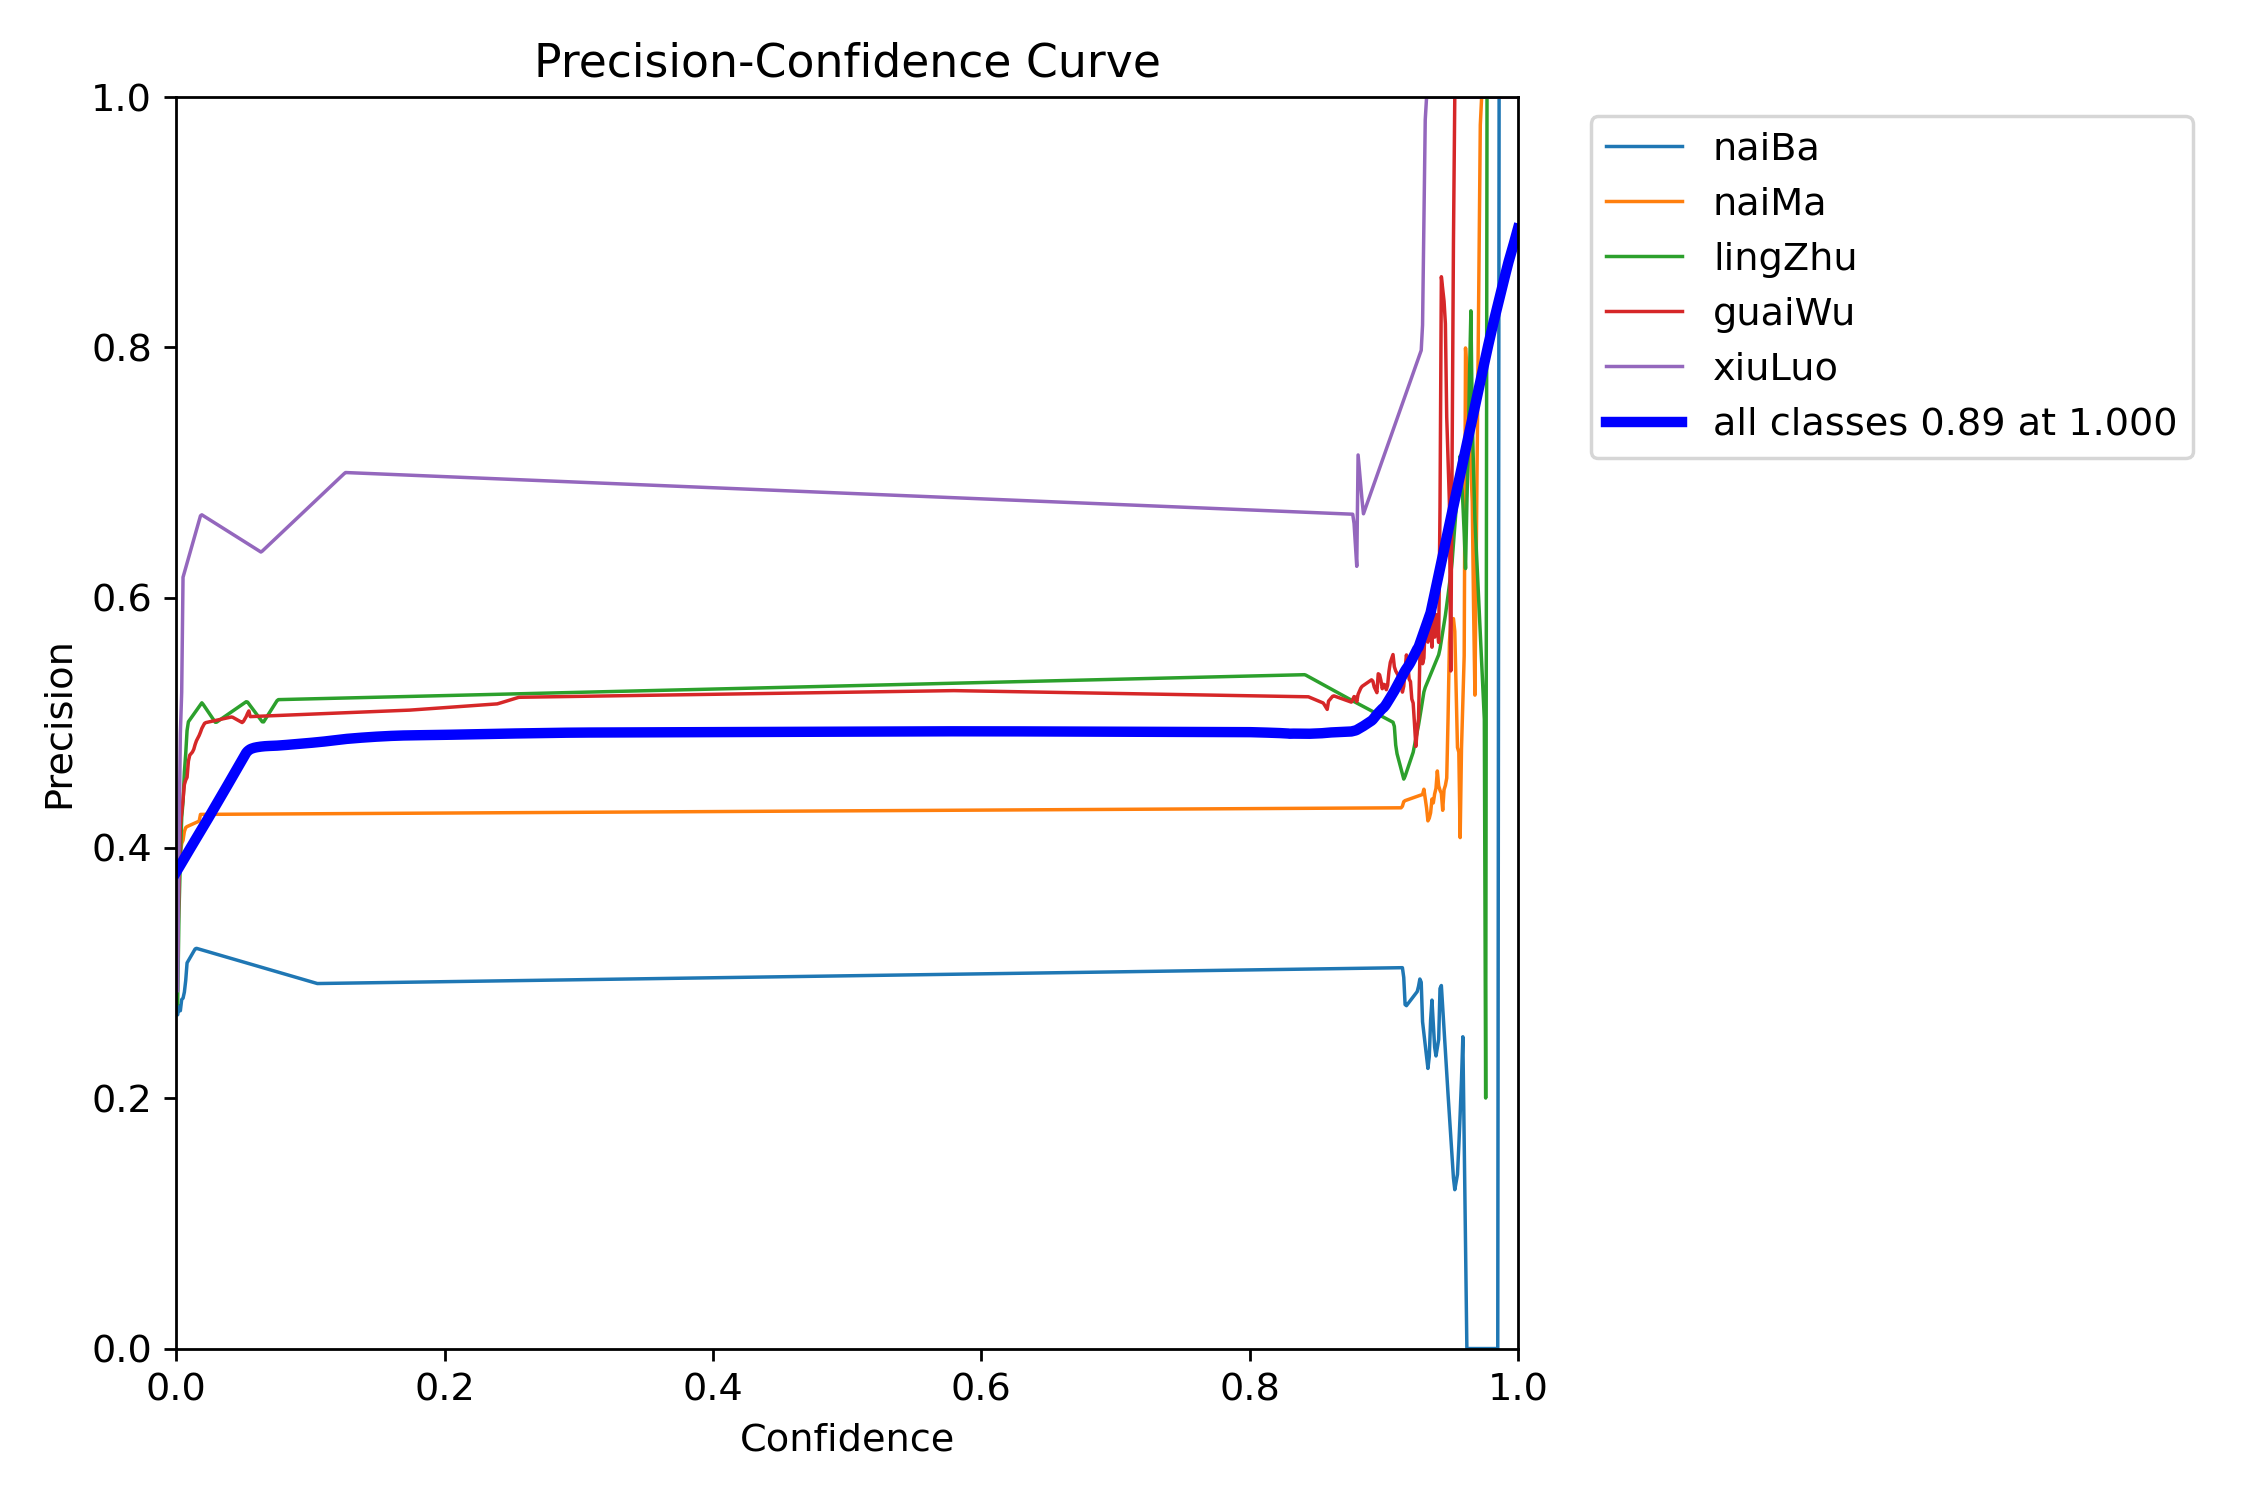 Precision-Confidence Curve
1.0
0.8
0.6
0.4
0.2
0.0
Precision
0.0 0.2 0.4 0.6 0.8 1.0
Confidence
naiBa
naiMa
lingZhu
guaiWu
xiuLuo
all classes 0.89 at 1.000